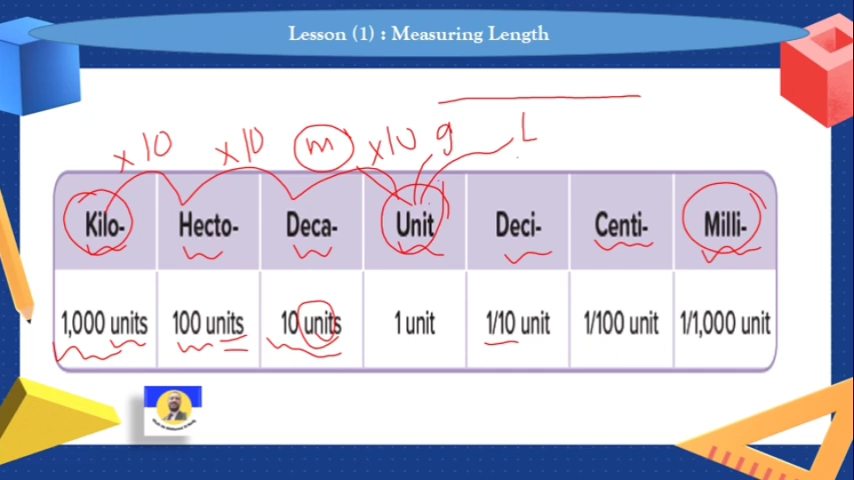 Lesson (1) : Measuring Length
x10 x10 m x10 g L
Kilo- Hecto- Deca- Unit Deci- Centi- Milli-
1,000 units 100 units 10 units 1 unit 1/10 unit 1/100 unit 1/1,000 unit